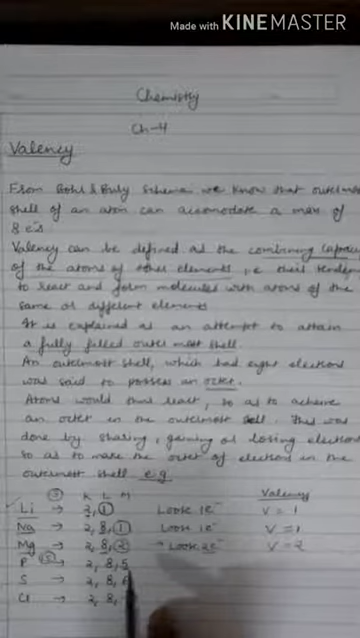 Made with KINEMASTER
Chemistry
Ch-4
Valency
From Bohr & Bury Scheme we know that outermost
shell of an atom can accomodate a max of
8 e⁻s
Valency can be defined as the combining
of the atoms of other elements, i.e their
to react and form molecules with atoms of the
same or different elements
It is explained as an attempt to attain
a fully filled outer most shell.
An outermost shell, which had eight electrons
was said to possess an octet.
Atoms would thus react, so as to achieve
an octet in the outermost shell. This was
done by sharing, gaining or losing electrons
so as to make the octet of electrons in the
outermost shell e.g
③ K L M Valency
Li → 2, ① Loose 1e⁻ V = 1
Na → 2, 8, ① Loose 1e⁻ V = 1
Mg → 2, 8, ② → Loose 2e⁻ V = 2
P ⑮ → 2, 8, 5
S → 2, 8, 6
Cl → 2, 8,